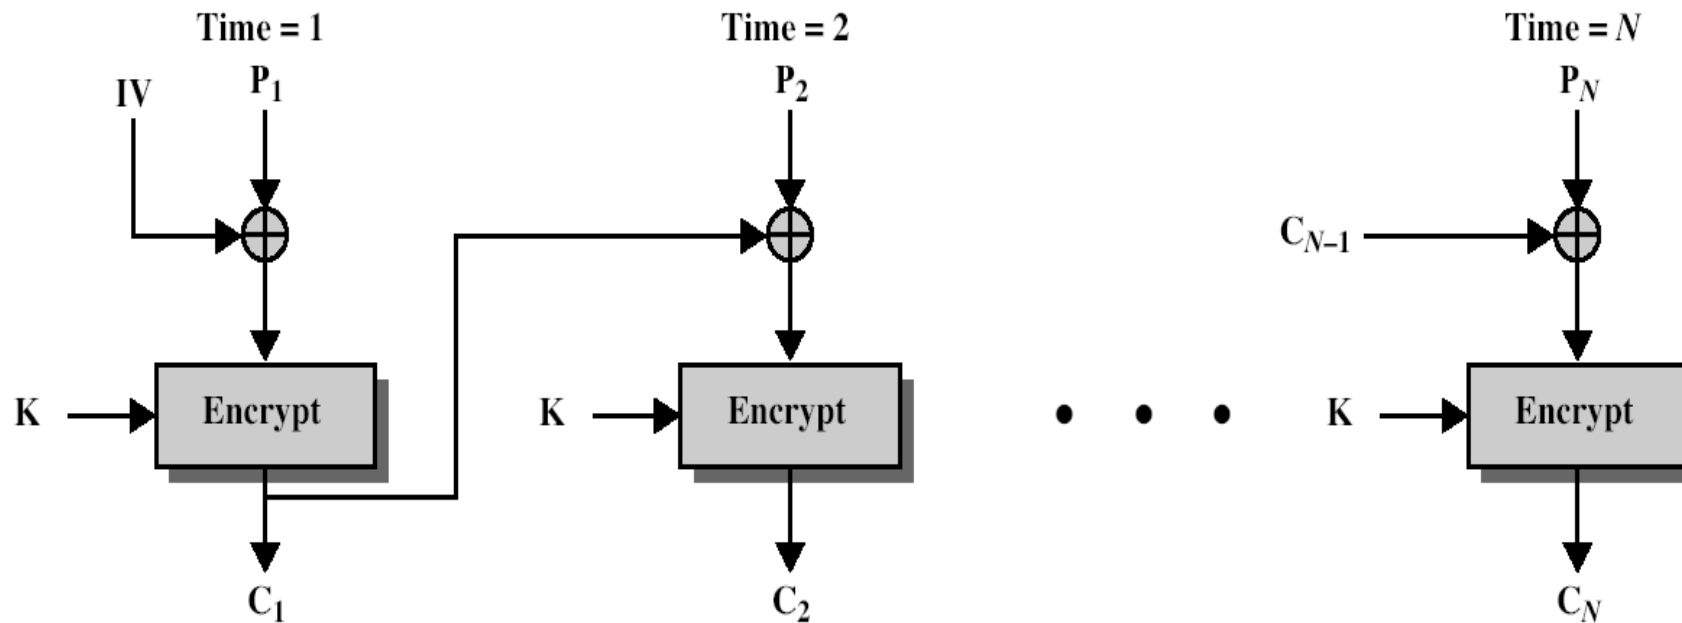 Time = 1 Time = 2 Time = N
IV P1 P2 PN
CN−1
K Encrypt K Encrypt • • • K Encrypt
C1 C2 CN